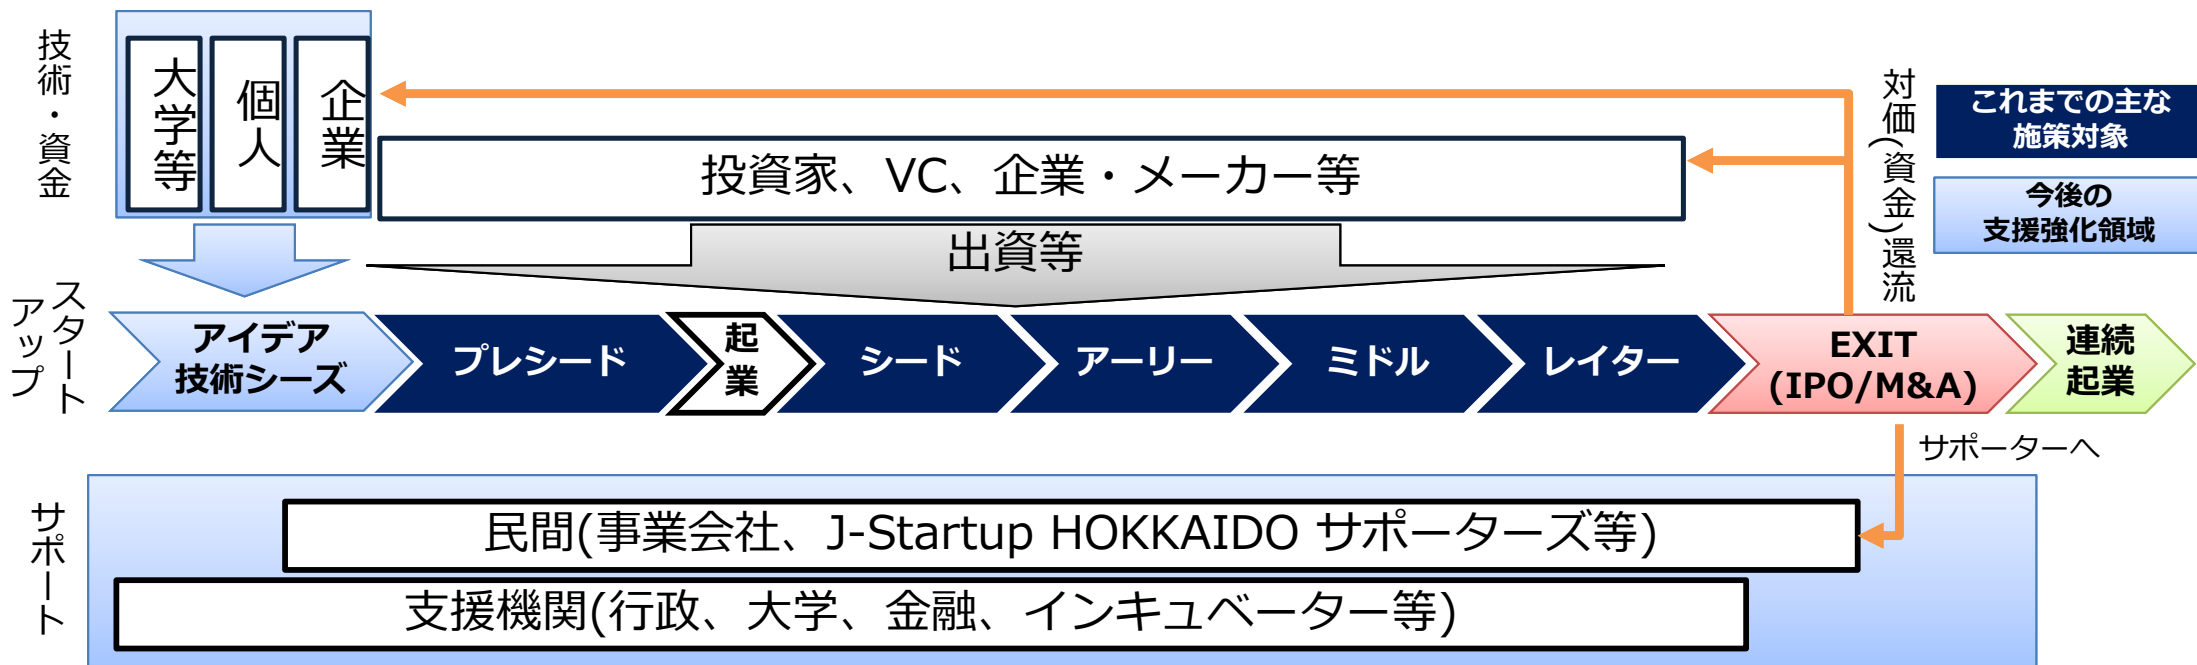 技術・資金
大学等
個人
企業
投資家、VC、企業・メーカー等
対価(資金)還流
これまでの主な
施策対象
今後の
支援強化領域
出資等
スタート
アップ
アイデア
技術シーズ
プレシード
起
業
シード
アーリー
ミドル
レイター
EXIT
(IPO/M&A)
連続
起業
サポーターへ
サポート
民間(事業会社、J-Startup HOKKAIDO サポーターズ等)
支援機関(行政、大学、金融、インキュベーター等)